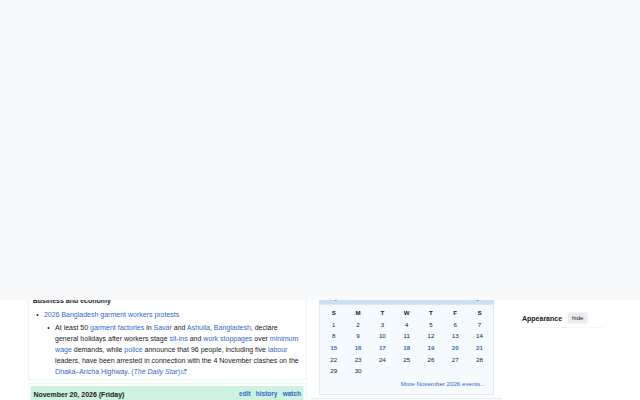 Business and economy
• 2026 Bangladesh garment workers protests
• At least 50 garment factories in Savar and Ashulia, Bangladesh, declare
general holidays after workers stage sit-ins and work stoppages over minimum
wage demands, while police announce that 96 people, including five labour
leaders, have been arrested in connection with the 4 November clashes on the
Dhaka–Aricha Highway. (The Daily Star)
November 20, 2026 (Friday) edit history watch
S M T W T F S
1 2 3 4 5 6 7
8 9 10 11 12 13 14
15 16 17 18 19 20 21
22 23 24 25 26 27 28
29 30
More November 2026 events...
Appearance hide